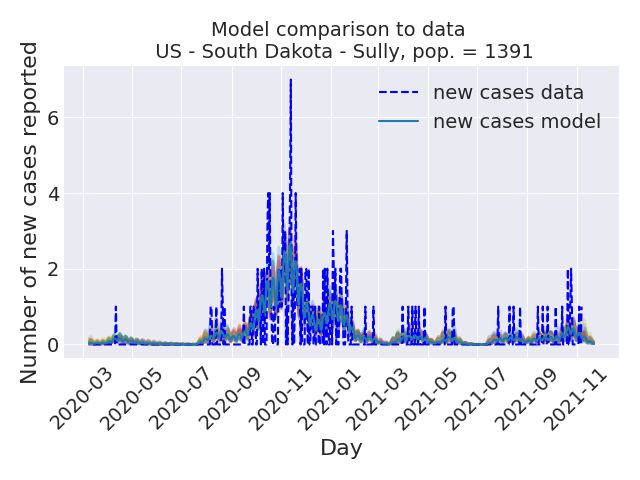 Model comparison to data
US - South Dakota - Sully, pop. = 1391
Number of new cases reported
6
4
2
0
new cases data
new cases model
2020-03
2020-05
2020-07
2020-09
2020-11
2021-01
2021-03
2021-05
2021-07
2021-09
2021-11
Day